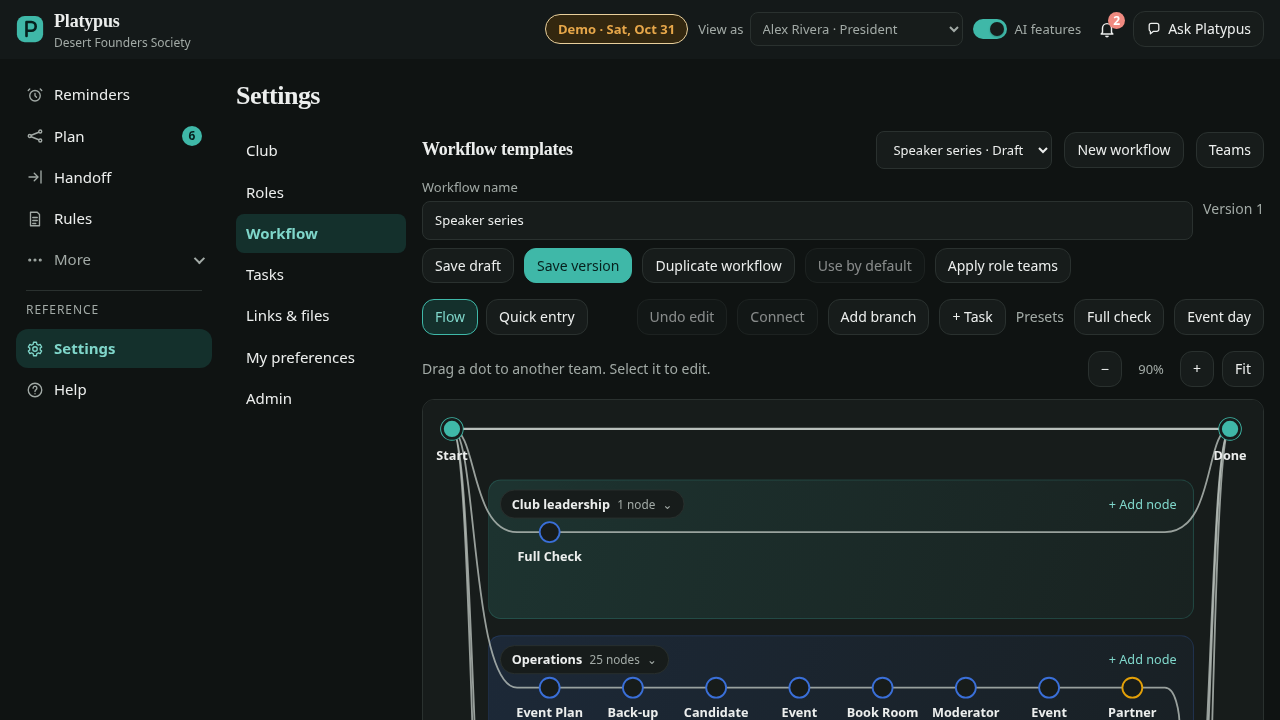 Platypus
Desert Founders Society
Demo · Sat, Oct 31
View as
Alex Rivera · President
AI features
2
Ask Platypus
Reminders
Plan
6
Handoff
Rules
More
REFERENCE
Settings
Help
Settings
Club
Roles
Workflow
Tasks
Links & files
My preferences
Admin
Workflow templates
Speaker series · Draft
New workflow
Teams
Workflow name
Speaker series
Version 1
Save draft
Save version
Duplicate workflow
Use by default
Apply role teams
Flow
Quick entry
Undo edit
Connect
Add branch
+ Task
Presets
Full check
Event day
Drag a dot to another team. Select it to edit.
−
90%
+
Fit
Start
Done
Club leadership 1 node
+ Add node
Full Check
Operations 25 nodes
+ Add node
Event Plan
Back-up
Candidate
Event
Book Room
Moderator
Event
Partner